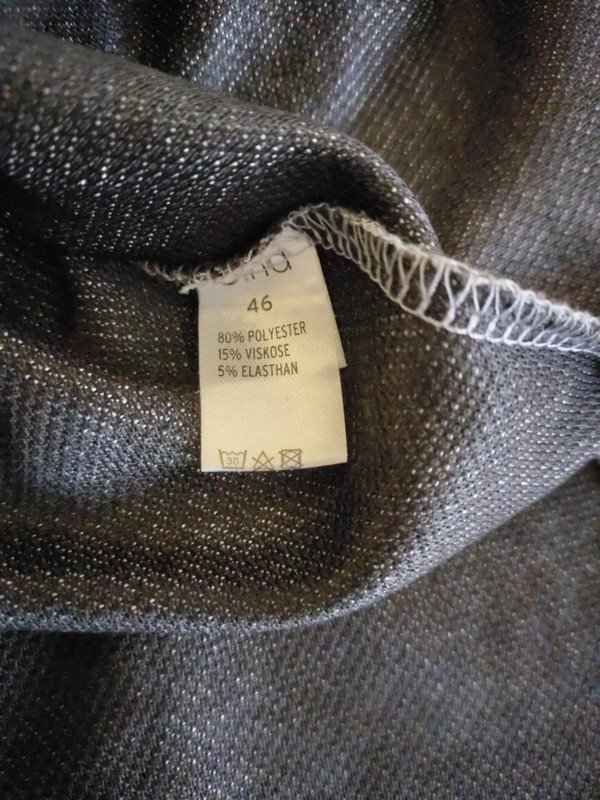 46
80% POLYESTER
15% VISKOSE
5% ELASTHAN
30